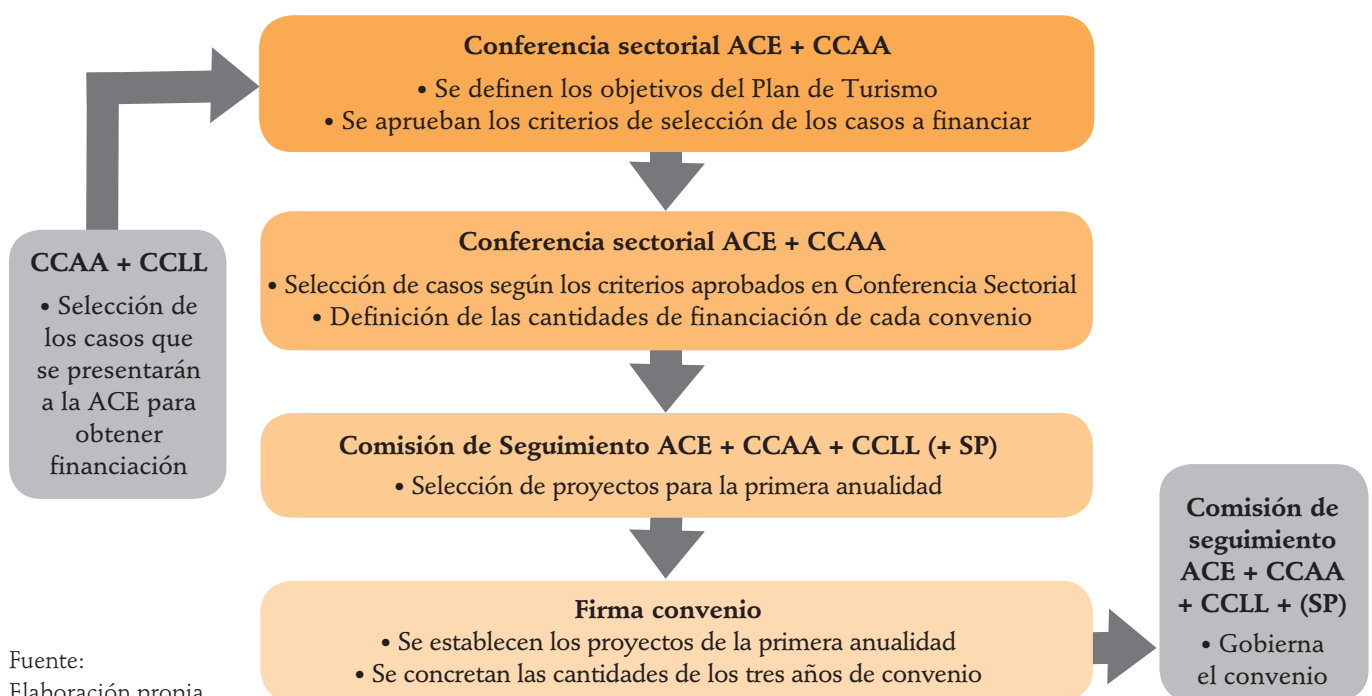 Conferencia sectorial ACE + CCAA
• Se definen los objetivos del Plan de Turismo
• Se aprueban los criterios de selección de los casos a financiar
CCAA + CCLL
• Selección de
los casos que
se presentarán
a la ACE para
obtener
financiación
Conferencia sectorial ACE + CCAA
• Selección de casos según los criterios aprobados en Conferencia Sectorial
• Definición de las cantidades de financiación de cada convenio
Comisión de Seguimiento ACE + CCAA + CCLL (+ SP)
• Selección de proyectos para la primera anualidad
Firma convenio
• Se establecen los proyectos de la primera anualidad
• Se concretan las cantidades de los tres años de convenio
Comisión de
seguimiento
ACE + CCAA
+ CCLL + (SP)
• Gobierna
el convenio
Fuente:
Elaboración propia